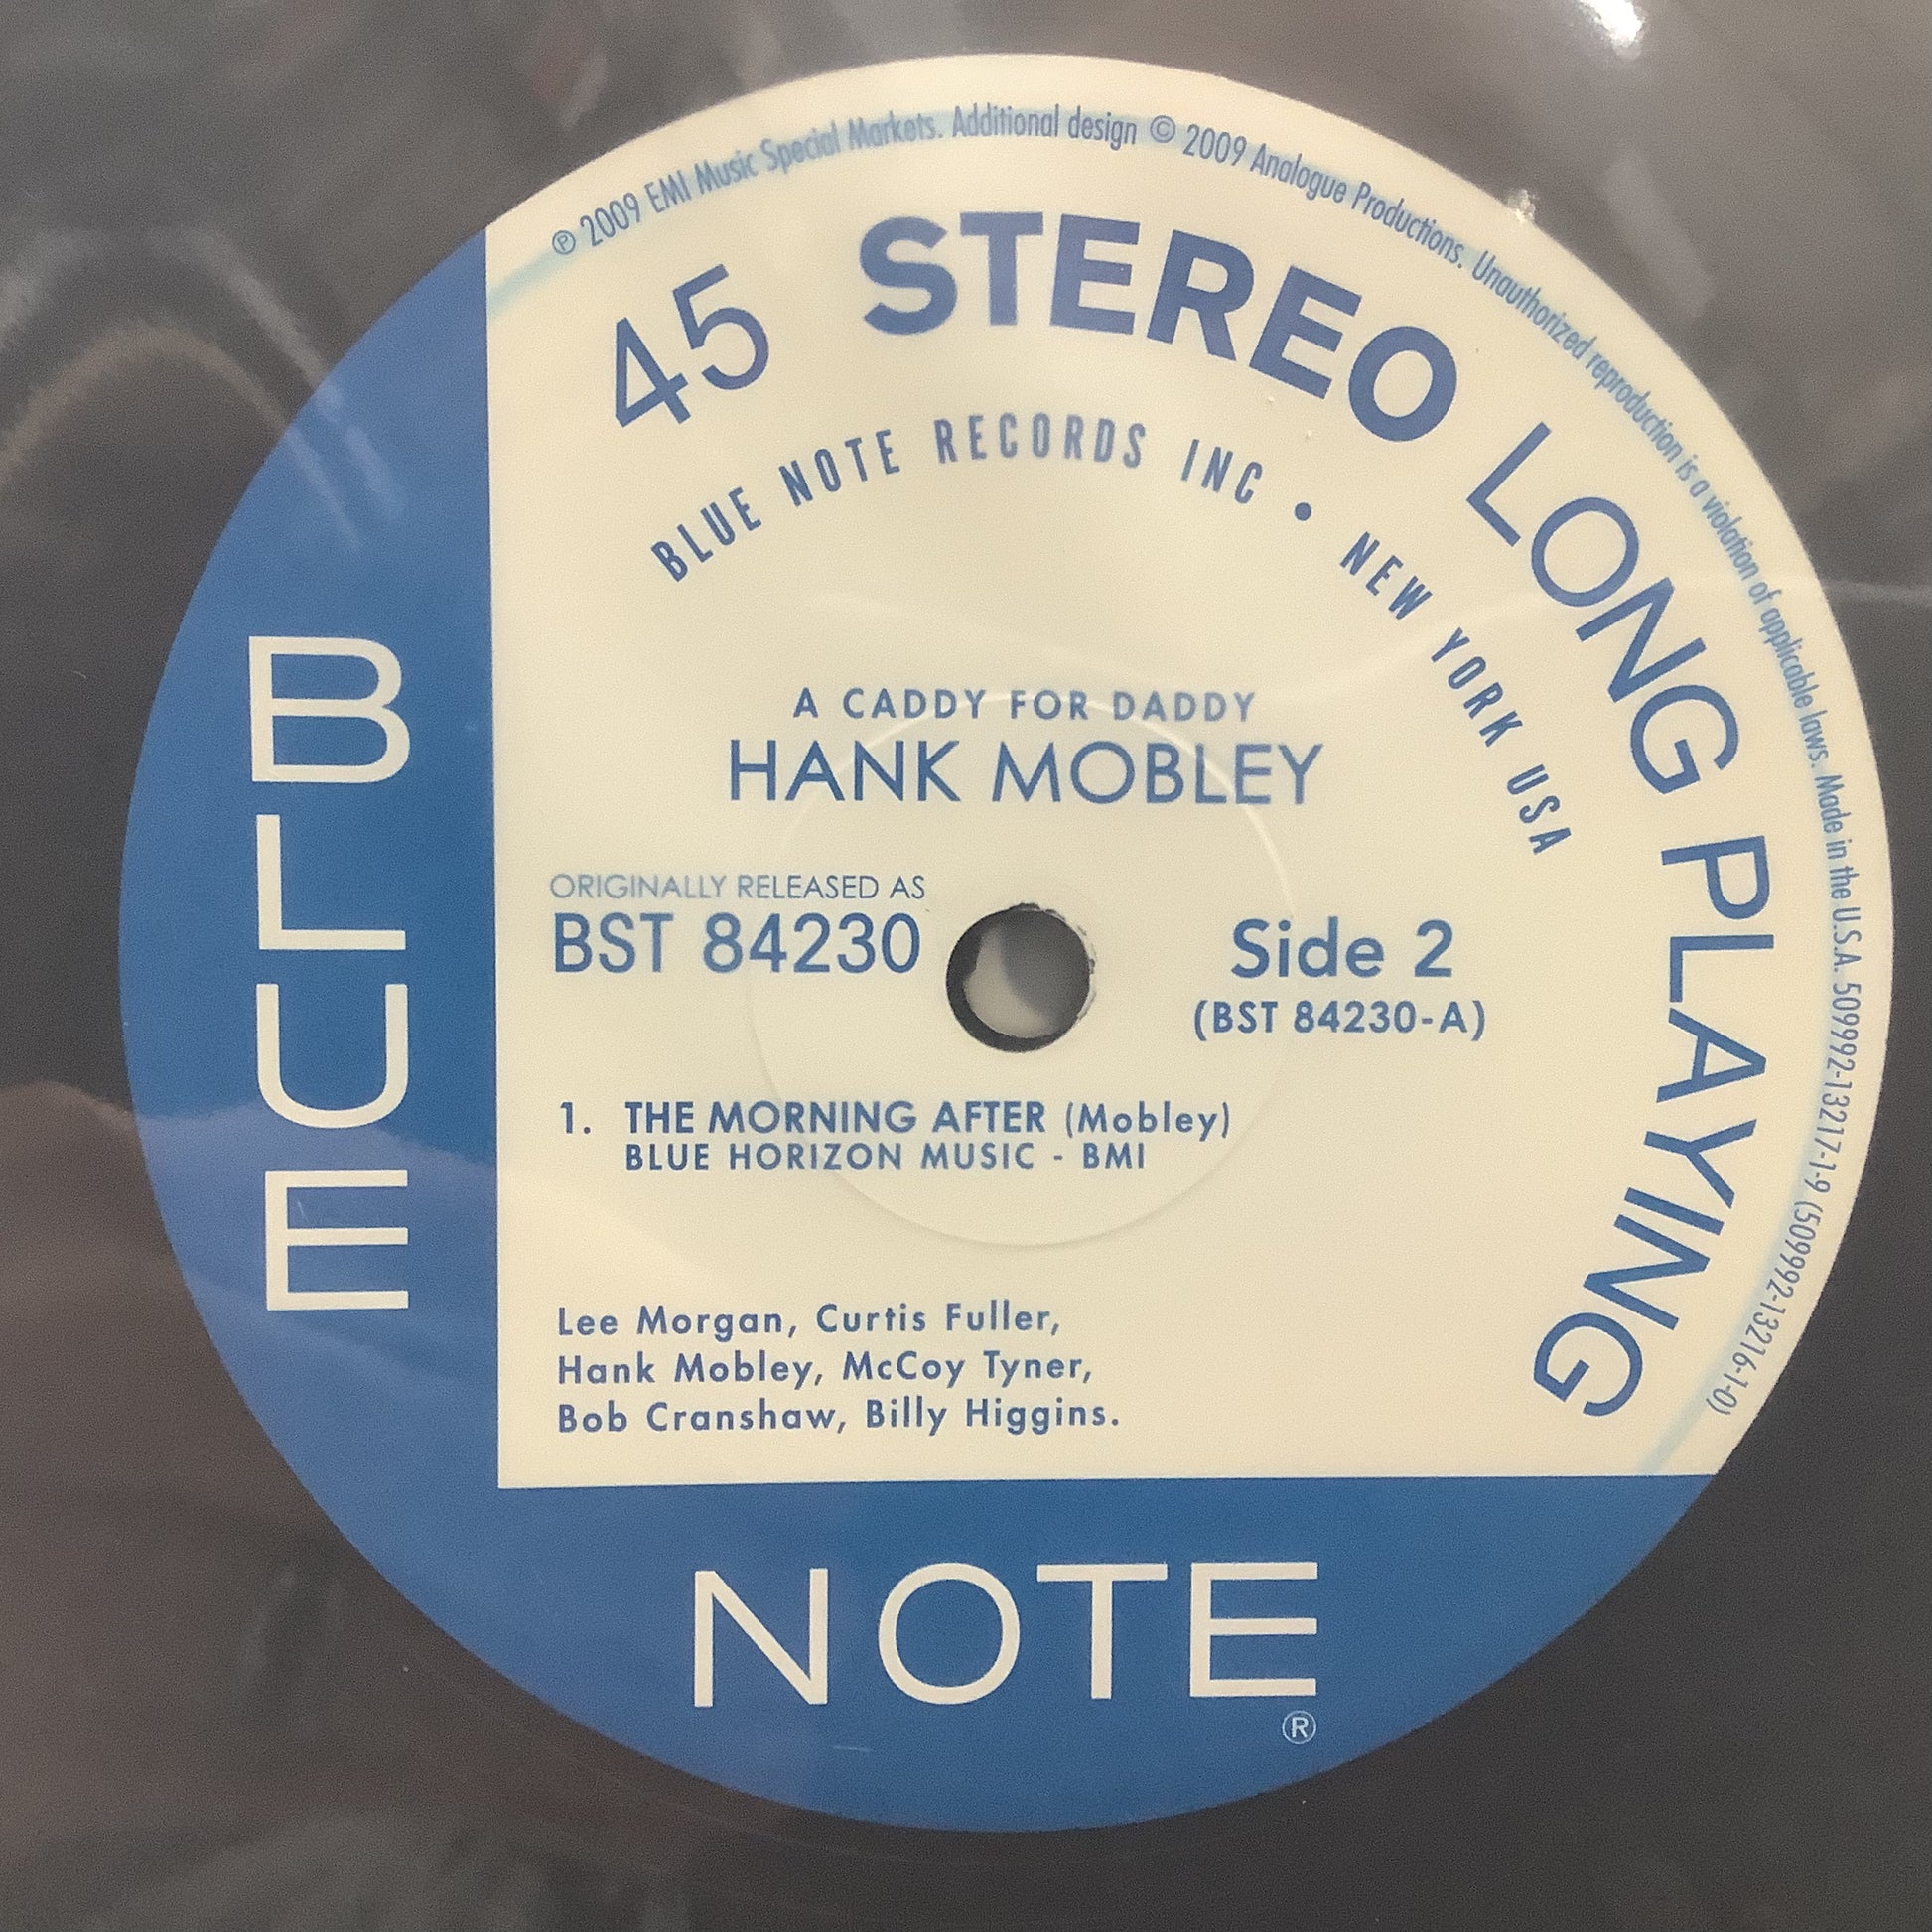 ℗ 2009 EMI Music Special Markets. Additional design © 2009 Analogue Productions. Unauthorized reproduction is a violation of applicable laws. Made in the U.S.A. 509992-13217-1-9 (509992-13216-1-0)
45 STEREO LONG PLAYING
BLUE NOTE RECORDS INC • NEW YORK USA
A CADDY FOR DADDY
HANK MOBLEY
ORIGINALLY RELEASED AS
BST 84230
Side 2
(BST 84230-A)
1. THE MORNING AFTER (Mobley)
BLUE HORIZON MUSIC - BMI
Lee Morgan, Curtis Fuller,
Hank Mobley, McCoy Tyner,
Bob Cranshaw, Billy Higgins.
BLUE
NOTE
®